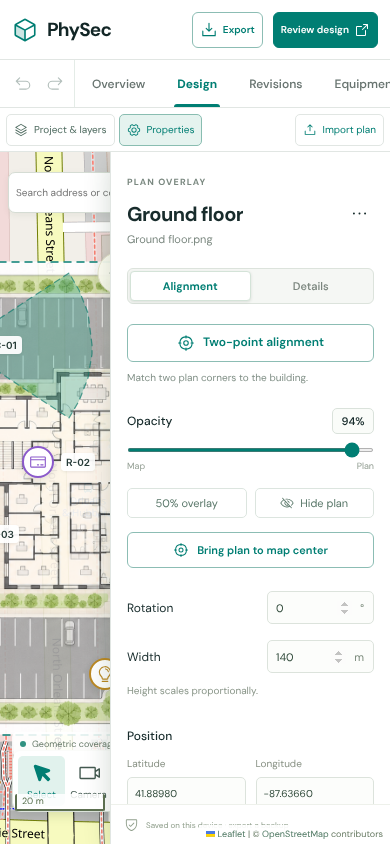 PhySec
Export
Review design
Overview
Design
Revisions
Equipmen
Project & layers
Properties
Import plan
Search address or co
PLAN OVERLAY
Ground floor
...
Ground floor.png
Alignment
Details
Two-point alignment
Match two plan corners to the building.
Opacity
94%
Map
Plan
50% overlay
Hide plan
Bring plan to map center
Rotation
0
°
Width
140
m
Height scales proportionally.
Position
Latitude
Longitude
41.88980
-87.63660
Saved on this device · export a backup
Leaflet | © OpenStreetMap contributors
-01
R-02
03
Geometric coverag
Select
Camera
20 m
ie Street